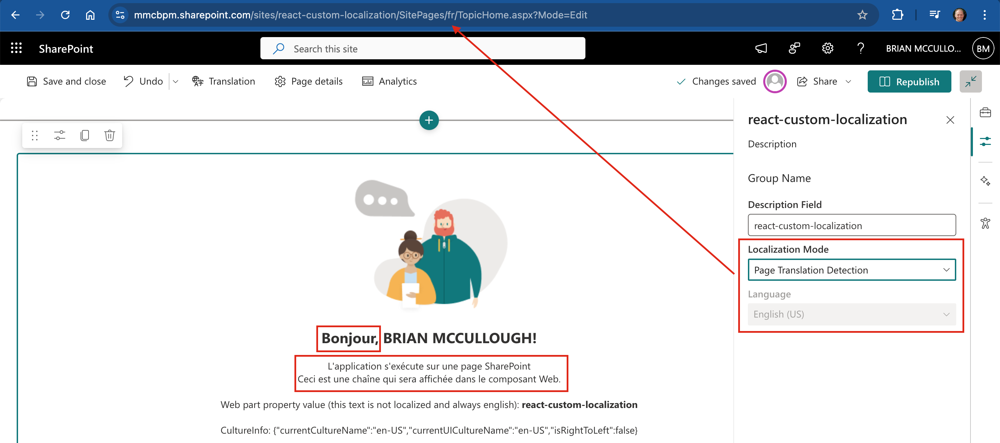 mmcbpm.sharepoint.com/sites/react-custom-localization/SitePages/fr/TopicHome.aspx?Mode=Edit
SharePoint
Search this site
BRIAN MCCULLO...
BM
Save and close
Undo
Translation
Page details
Analytics
Changes saved
Share
Republish
react-custom-localization
Description
Group Name
Description Field
react-custom-localization
Localization Mode
Page Translation Detection
Language
English (US)
Bonjour, BRIAN MCCULLOUGH!
L'application s'exécute sur une page SharePoint
Ceci est une chaîne qui sera affichée dans le composant Web.
Web part property value (this text is not localized and always english): react-custom-localization
CultureInfo: {"currentCultureName":"en-US","currentUICultureName":"en-US","isRightToLeft":false}